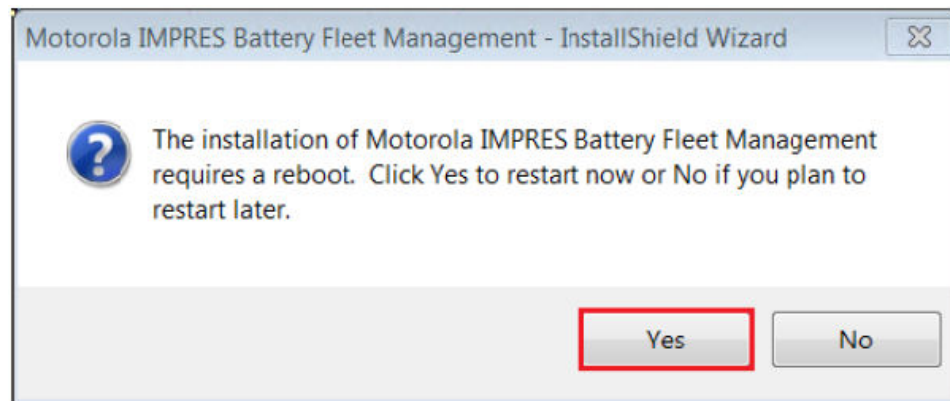 Motorola IMPRES Battery Fleet Management - InstallShield Wizard
?
The installation of Motorola IMPRES Battery Fleet Management
requires a reboot. Click Yes to restart now or No if you plan to
restart later.
Yes No